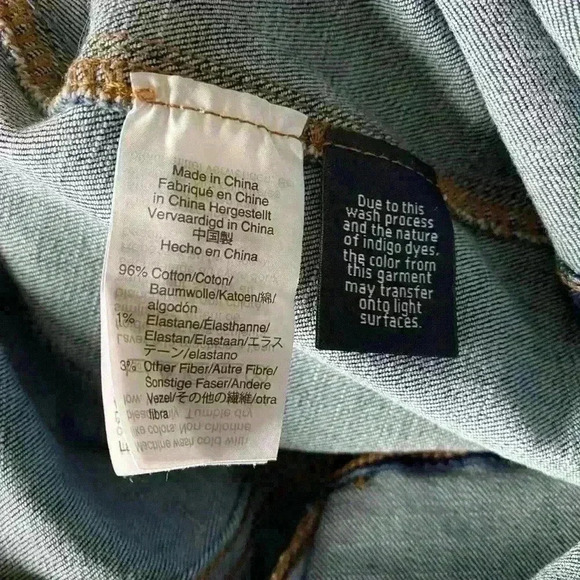 Made in China
Fabriqué en Chine
in China Hergestellt
Vervaardigd in China
中国製
Hecho en China
96% Cotton/Coton/
Baumwolle/Katoen/綿/
algodón
1% Elastane/Élasthanne/
Elastan/Elastaan/エラス
テーン/elastano
3% Other Fiber/Autre Fibre/
Sonstige Faser/Andere
Vezel/その他の繊維/otra
fibra
Due to this
wash process
and the nature
of indigo dyes,
the color from
this garment
may transfer
onto light
surfaces.